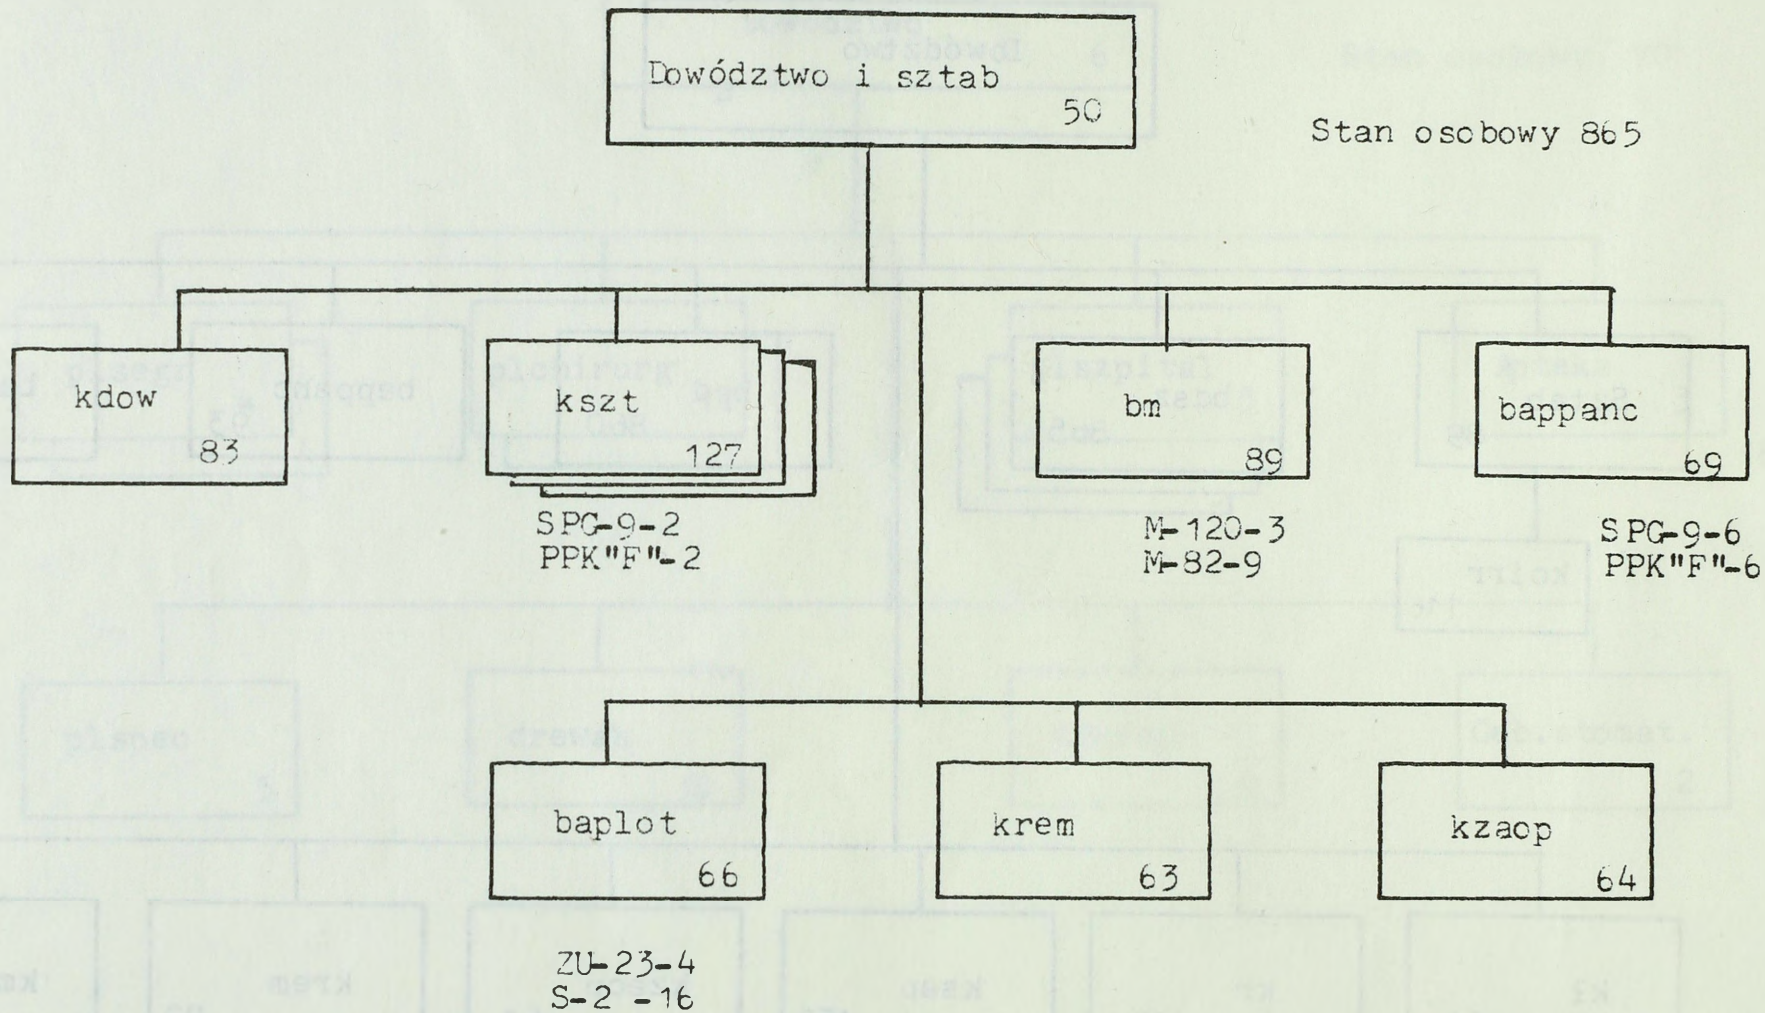 Dowództwo i sztab
50
Stan osobowy 865
kdow
83
kszt
127
SPG-9-2
PPK"F"-2
bm
89
M-120-3
M-82-9
bappanc
69
SPG-9-6
PPK"F"-6
baplot
66
ZU-23-4
S-2 -16
krem
63
kzaop
64